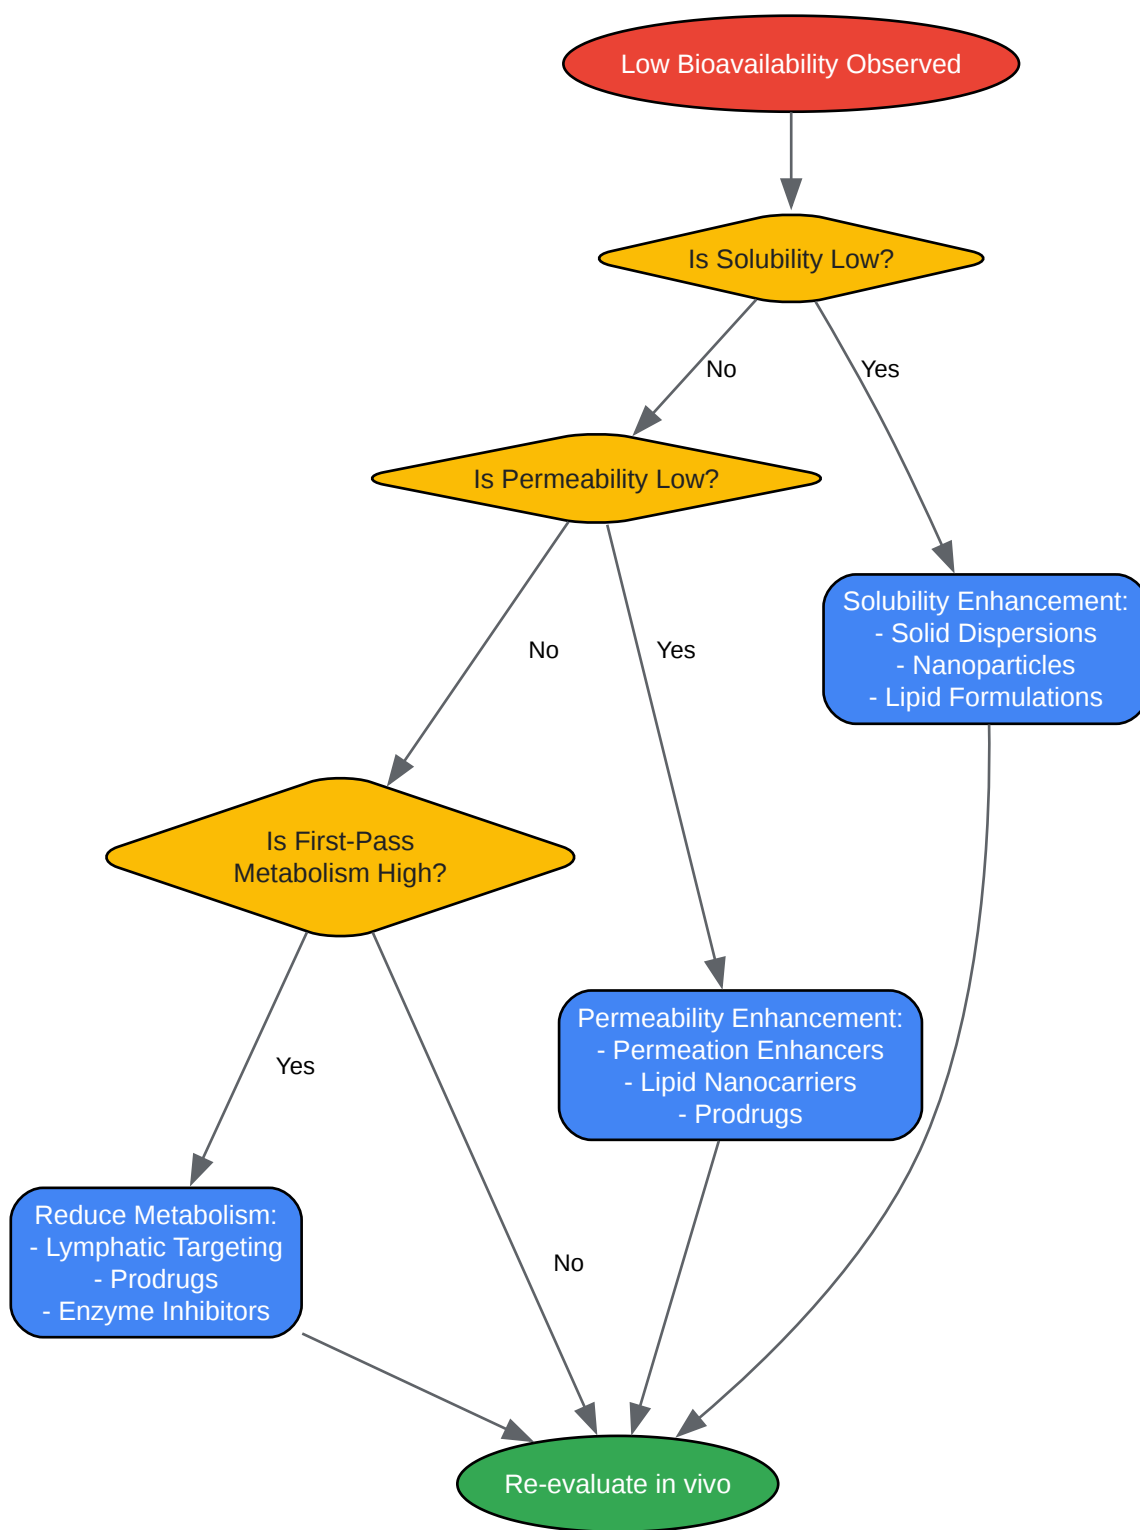 Low Bioavailability Observed
Is Solubility Low?
No
Yes
Is Permeability Low?
Solubility Enhancement:
- Solid Dispersions
- Nanoparticles
- Lipid Formulations
No
Yes
Is First-Pass
Metabolism High?
Permeability Enhancement:
- Permeation Enhancers
- Lipid Nanocarriers
- Prodrugs
Yes
Reduce Metabolism:
- Lymphatic Targeting
- Prodrugs
- Enzyme Inhibitors
No
Re-evaluate in vivo